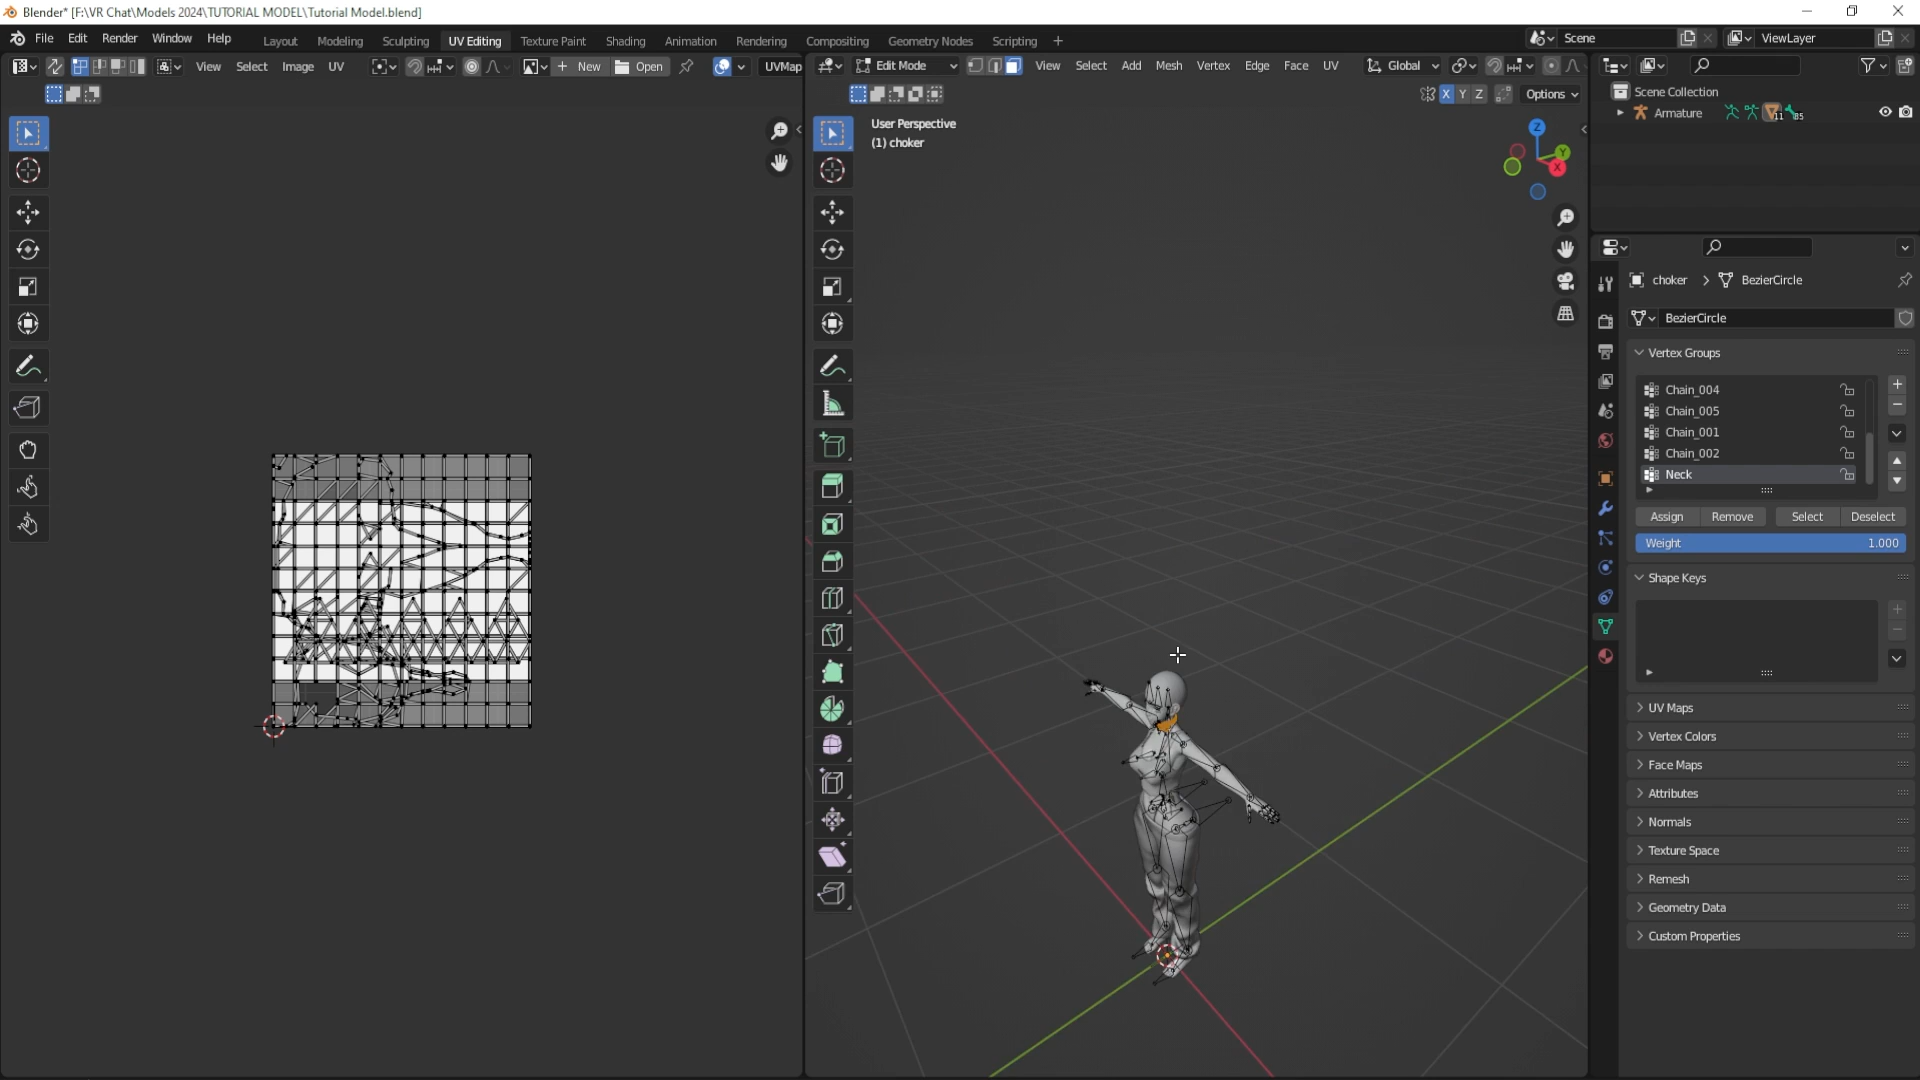 Blender* [F:\VR Chat\Models 2024\TUTORIAL MODEL\Tutorial Model.blend]
File Edit Render Window Help Layout Modeling Sculpting UV Editing Texture Paint Shading Animation Rendering Compositing Geometry Nodes Scripting + Scene ViewLayer
View Select Image UV + New Open UVMap Edit Mode View Select Add Mesh Vertex Edge Face UV Global
X Y Z Options
Scene Collection
Armature 11 85
User Perspective
(1) choker
Z
Y
X
choker > BezierCircle
BezierCircle
Vertex Groups
Chain_004
Chain_005
Chain_001
Chain_002
Neck
Assign Remove Select Deselect
Weight 1.000
Shape Keys
UV Maps
Vertex Colors
Face Maps
Attributes
Normals
Texture Space
Remesh
Geometry Data
Custom Properties